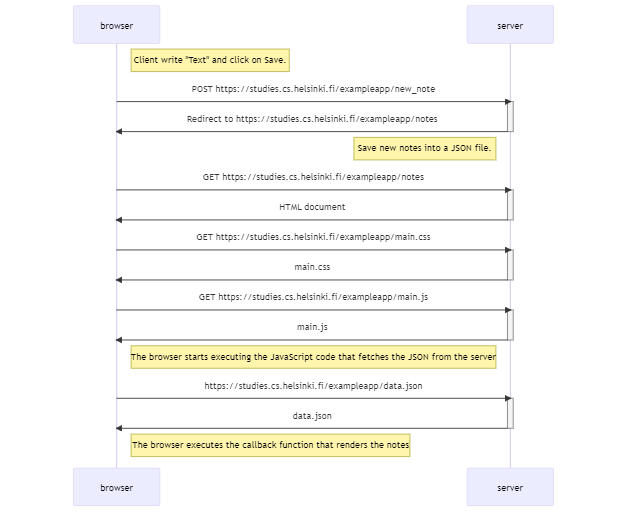 browser
server
Client write "Text" and click on Save.
POST https://studies.cs.helsinki.fi/exampleapp/new_note
Redirect to https://studies.cs.helsinki.fi/exampleapp/notes
Save new notes into a JSON file.
GET https://studies.cs.helsinki.fi/exampleapp/notes
HTML document
GET https://studies.cs.helsinki.fi/exampleapp/main.css
main.css
GET https://studies.cs.helsinki.fi/exampleapp/main.js
main.js
The browser starts executing the JavaScript code that fetches the JSON from the server
https://studies.cs.helsinki.fi/exampleapp/data.json
data.json
The browser executes the callback function that renders the notes
browser
server